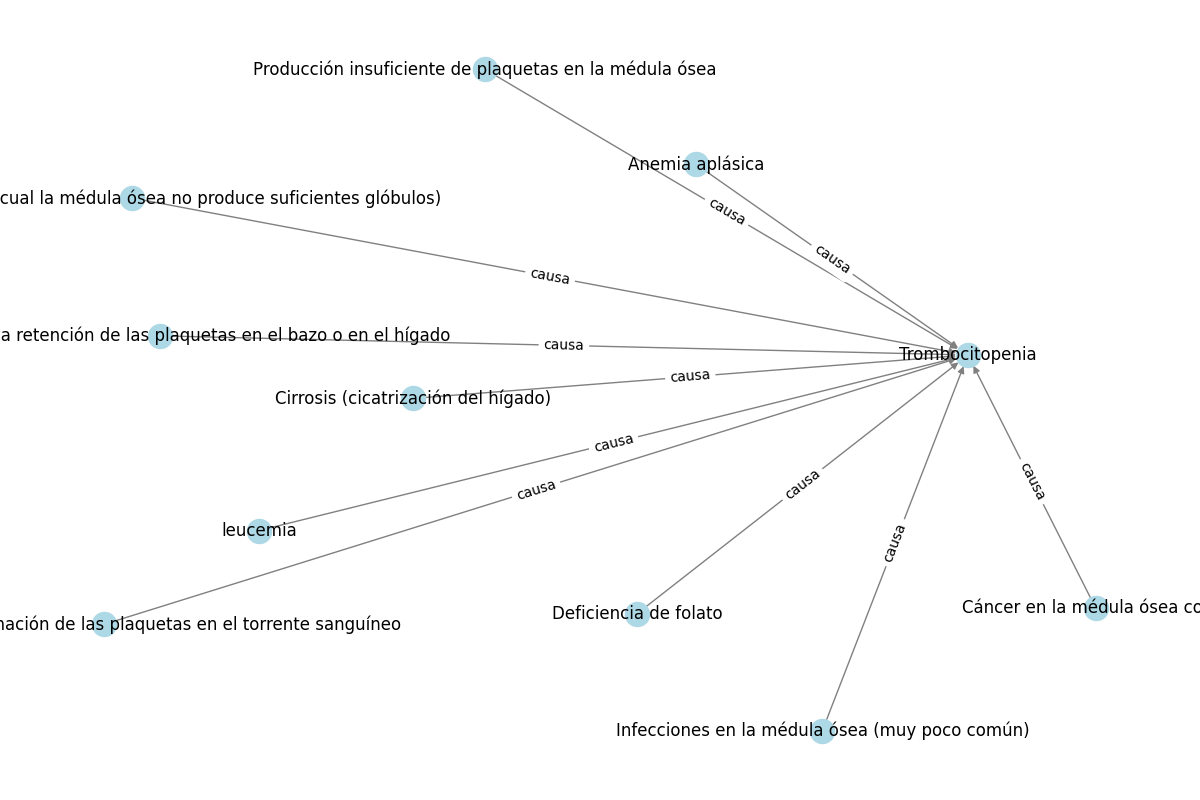 Producción insuficiente de plaquetas en la médula ósea
Anemia aplásica
cual la médula ósea no produce suficientes glóbulos)
causa
causa
causa
a retención de las plaquetas en el bazo o en el hígado
causa
Trombocitopenia
causa
Cirrosis (cicatrización del hígado)
causa
causa
causa
causa
causa
leucemia
Deficiencia de folato
Cáncer en la médula ósea
de las plaquetas en el torrente sanguíneo
Infecciones en la médula ósea (muy poco común)